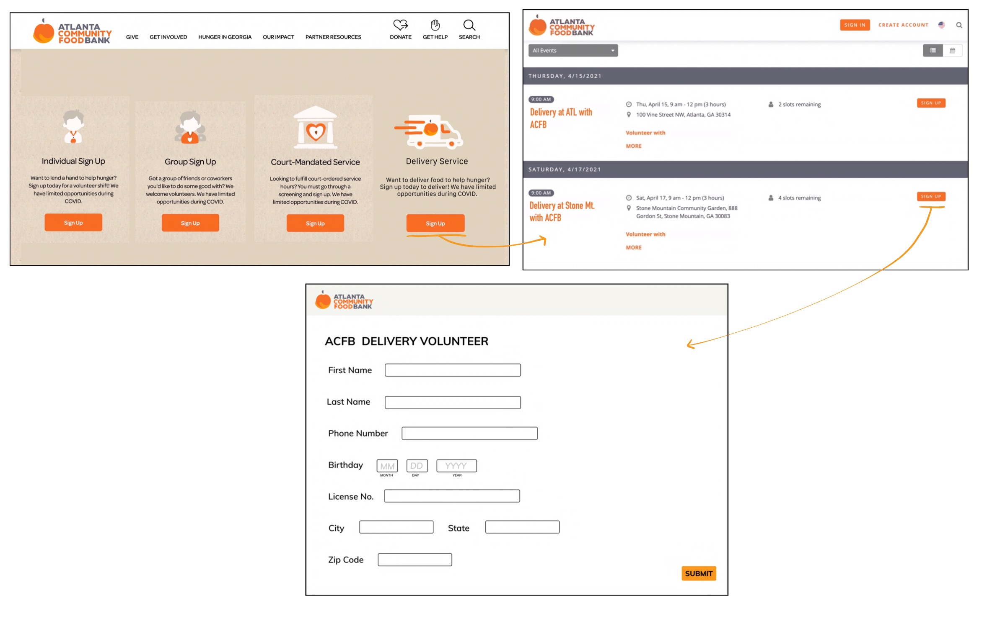 ATLANTA
COMMUNITY
FOODBANK
GIVE
GET INVOLVED
HUNGER IN GEORGIA
OUR IMPACT
PARTNER RESOURCES
DONATE
GET HELP
SEARCH
Individual Sign Up
Want to lend a hand to help hunger?
Sign up today for a volunteer shift! We
have limited opportunities during
COVID.
Sign Up
Group Sign Up
Got a group of friends or coworkers
you'd like to do some good with? We
welcome volunteers. We have limited
opportunities during COVID.
Sign Up
Court-Mandated Service
Looking to fulfill court-ordered service
hours? You must go through a
screening and sign up. We have
limited opportunities during COVID.
Sign Up
Delivery Service
Want to deliver food to help hunger?
Sign up today to deliver! We have limited
opportunities during COVID.
Sign Up
ATLANTA
COMMUNITY
FOODBANK
SIGN IN
CREATE ACCOUNT
All Events
THURSDAY, 4/15/2021
9:00 AM
Delivery at ATL with
ACFB
Thu, April 15, 9 am - 12 pm (3 hours)
100 Vine Street NW, Atlanta, GA 30314
Volunteer with
MORE
2 slots remaining
SIGN UP
SATURDAY, 4/17/2021
9:00 AM
Delivery at Stone Mt.
with ACFB
Sat, April 17, 9 am - 12 pm (3 hours)
Stone Mountain Community Garden, 888
Gordon St, Stone Mountain, GA 30083
Volunteer with
MORE
4 slots remaining
SIGN UP
ATLANTA
COMMUNITY
FOODBANK
ACFB DELIVERY VOLUNTEER
First Name
Last Name
Phone Number
Birthday
MM
DD
YYYY
MONTH
DAY
YEAR
License No.
City
State
Zip Code
SUBMIT